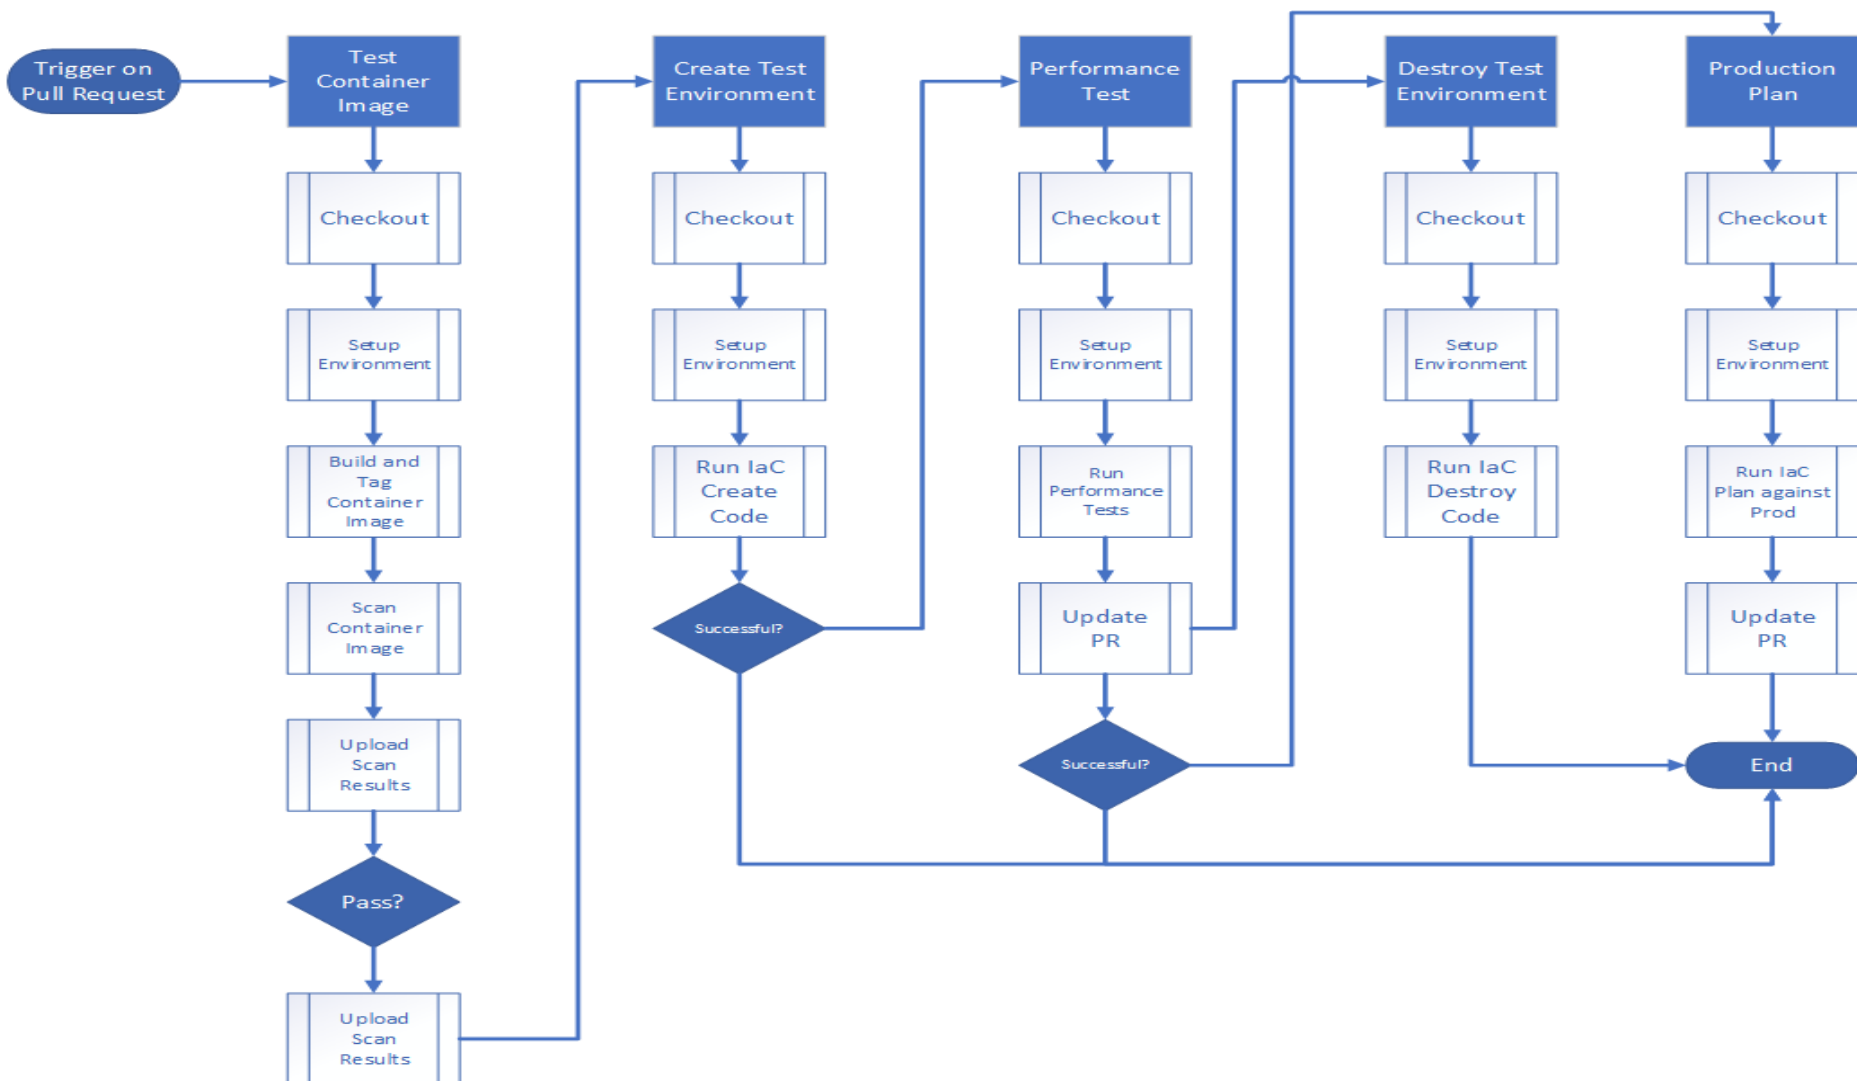 Trigger on
Pull Request
Test
Container
Image
Checkout
Setup
Environment
Build and
Tag
Container
Image
Scan
Container
Image
Upload
Scan
Results
Pass?
Upload
Scan
Results
Create Test
Environment
Checkout
Setup
Environment
Run IaC
Create
Code
Successful?
Performance
Test
Checkout
Setup
Environment
Run
Performance
Tests
Update
PR
Successful?
Destroy Test
Environment
Checkout
Setup
Environment
Run IaC
Destroy
Code
Production
Plan
Checkout
Setup
Environment
Run IaC
Plan against
Prod
Update
PR
End